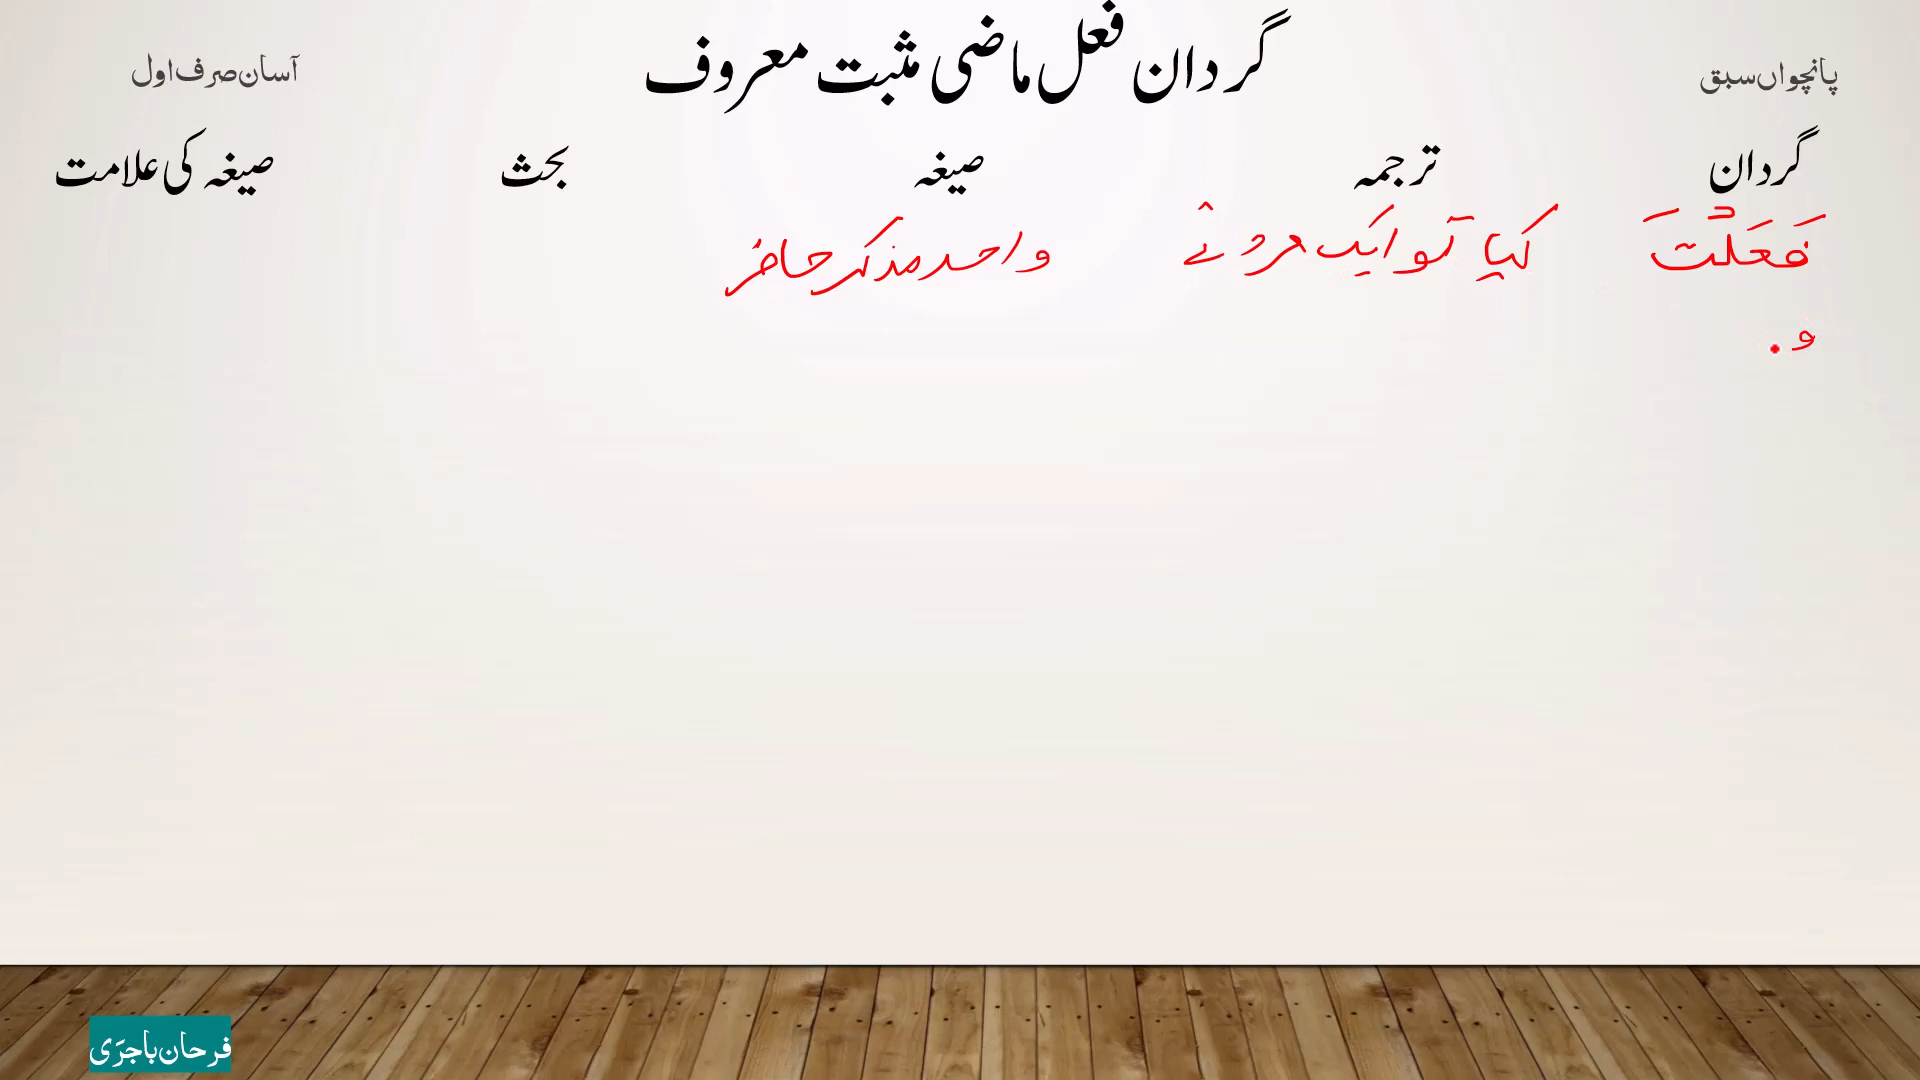 پانچواں سبق
گردان فعل ماضی مثبت معروف
آسان صرف اول
گردان ترجمہ صیغہ بحث صیغہ کی علامت
فَعَلْتَ کیا تو ایک مرد نے واحد مذکر حاضر
و
فرحان باجرَی